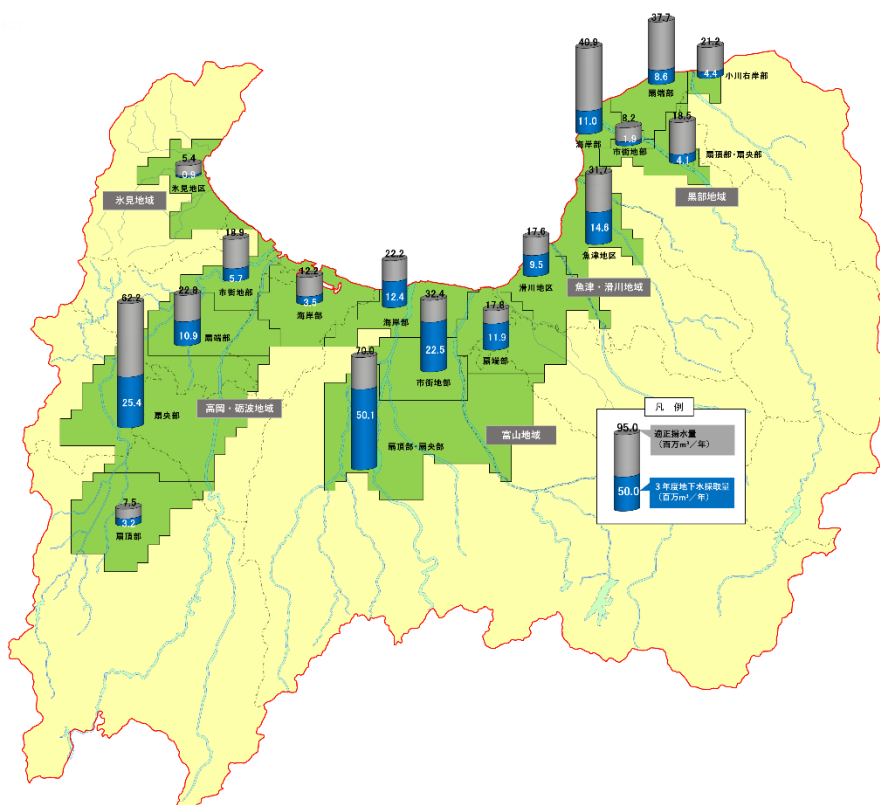 37.7
8.6
扇端部
21.2
4.4
小川右岸部
40.9
11.0
海岸部
8.2
1.9
市街地部
18.5
4.1
扇頂部・扇央部
黒部地域
5.4
0.9
氷見地区
氷見地域
31.7
14.6
魚津地区
17.6
9.5
滑川地区
魚津・滑川地域
18.9
5.7
市街地部
12.2
3.5
海岸部
22.2
12.4
海岸部
32.4
22.5
市街地部
17.8
11.9
扇端部
22.8
10.9
扇端部
62.2
25.4
扇央部
高岡・砺波地域
70.0
50.1
扇頂部・扇央部
富山地域
7.5
3.2
扇頂部
凡 例
95.0
適正揚水量
（百万m³／年）
50.0
3年度地下水採取量
（百万m³／年）